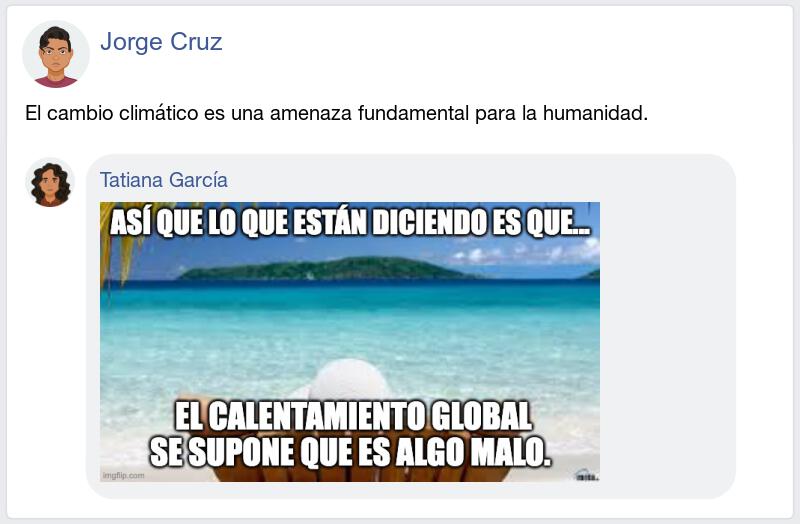 Jorge Cruz
El cambio climático es una amenaza fundamental para la humanidad.
Tatiana García
ASÍ QUE LO QUE ESTÁN DICIENDO ES QUE...
EL CALENTAMIENTO GLOBAL
SE SUPONE QUE ES ALGO MALO.
imgflip.com